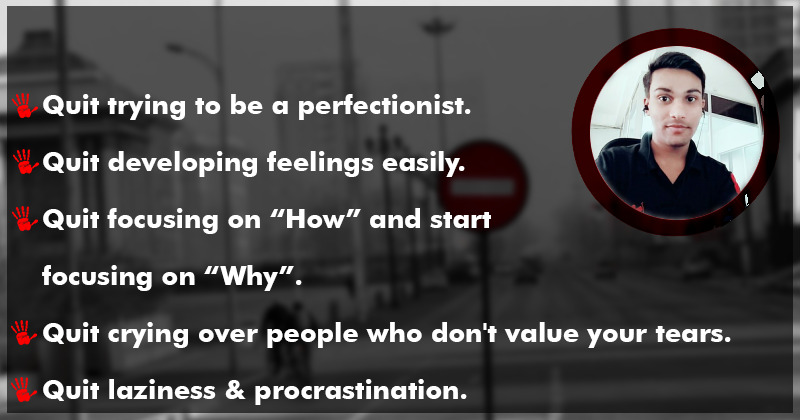 Quit trying to be a perfectionist.
Quit developing feelings easily.
Quit focusing on “How” and start
focusing on “Why”.
Quit crying over people who don't value your tears.
Quit laziness & procrastination.